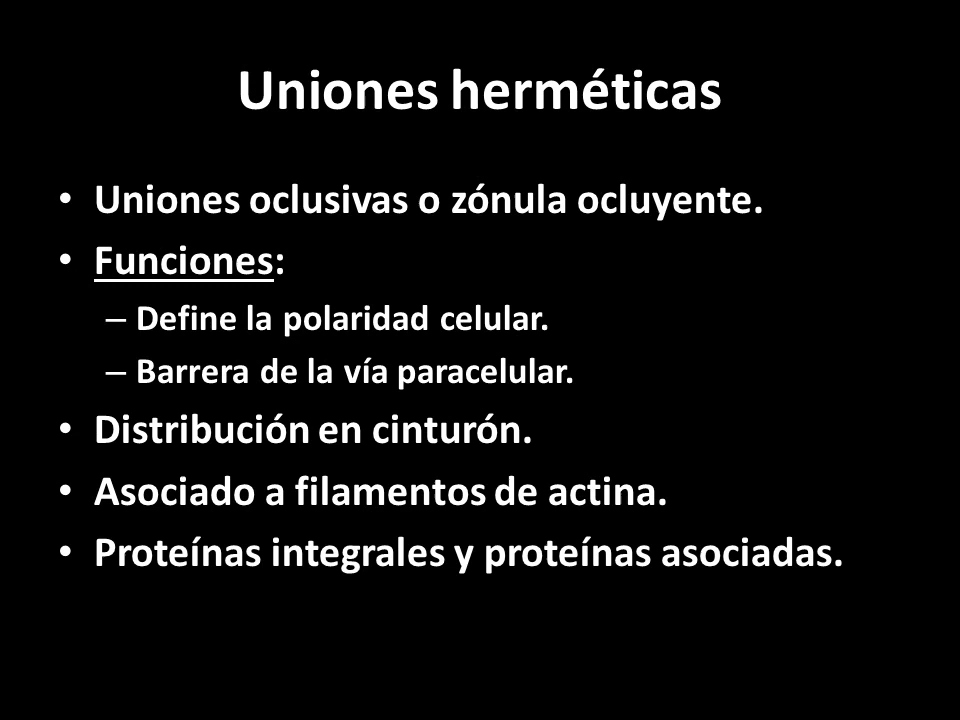 Uniones herméticas
• Uniones oclusivas o zónula ocluyente.
• Funciones:
– Define la polaridad celular.
– Barrera de la vía paracelular.
• Distribución en cinturón.
• Asociado a filamentos de actina.
• Proteínas integrales y proteínas asociadas.